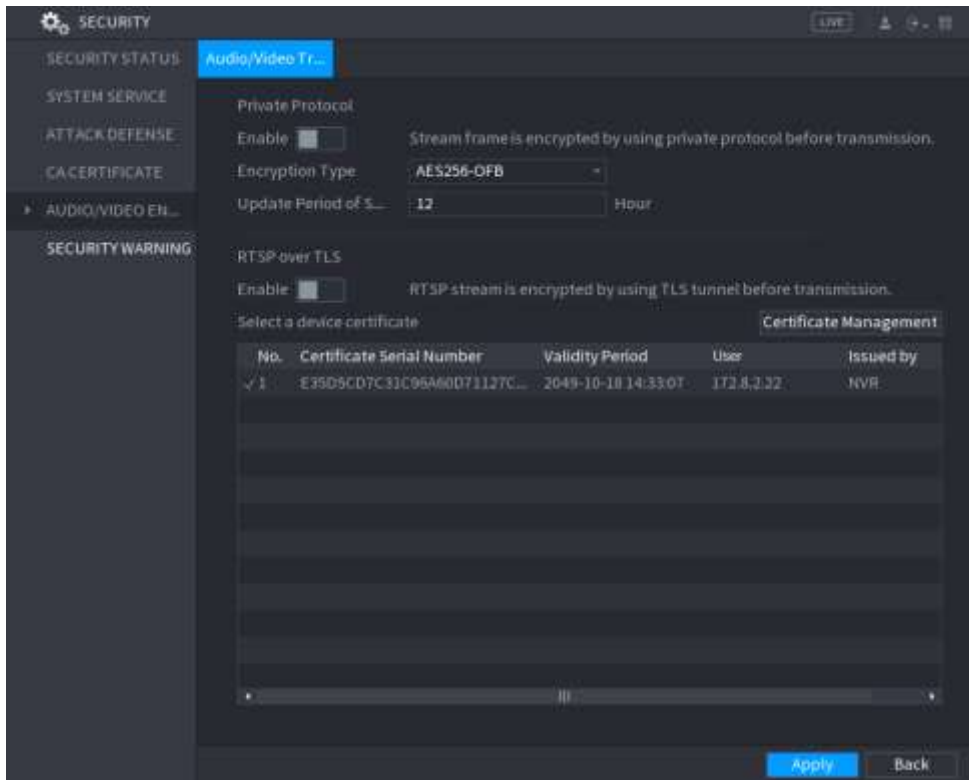 SECURITY
LIVE
SECURITY STATUS
SYSTEM SERVICE
ATTACK DEFENSE
CA CERTIFICATE
AUDIO/VIDEO EN...
SECURITY WARNING
Audio/Video Tr...
Private Protocol
Enable Stream frame is encrypted by using private protocol before transmission.
Encryption Type AES256-OFB
Update Period of S... 12 Hour
RTSP over TLS
Enable RTSP stream is encrypted by using TLS tunnel before transmission.
Select a device certificate Certificate Management
No. Certificate Serial Number Validity Period User Issued by
1 2049-10-18 14:33:07 172.8.2.22 NVR
Apply Back